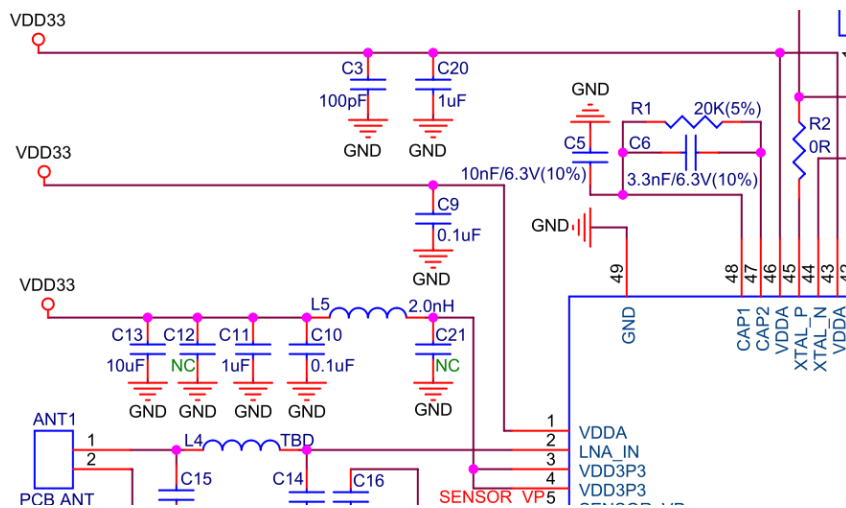 VDD33
C3
100pF
GND
C20
1uF
GND
GND
R1
20K(5%)
R2
0R
C5
C6
10nF/6.3V(10%)
3.3nF/6.3V(10%)
VDD33
C9
0.1uF
GND
GND
49
48
47
46
45
44
43
42
GND
CAP1
CAP2
VDDA
XTAL_P
XTAL_N
VDDA
VDD33
L5
2.0nH
C13
10uF
GND
C12
NC
GND
C11
1uF
GND
C10
0.1uF
GND
C21
NC
GND
ANT1
1
2
PCB ANT
L4
TBD
C15
C14
C16
1
VDDA
2
LNA_IN
3
VDD3P3
4
VDD3P3
SENSOR_VP
5
SENSOR_VP